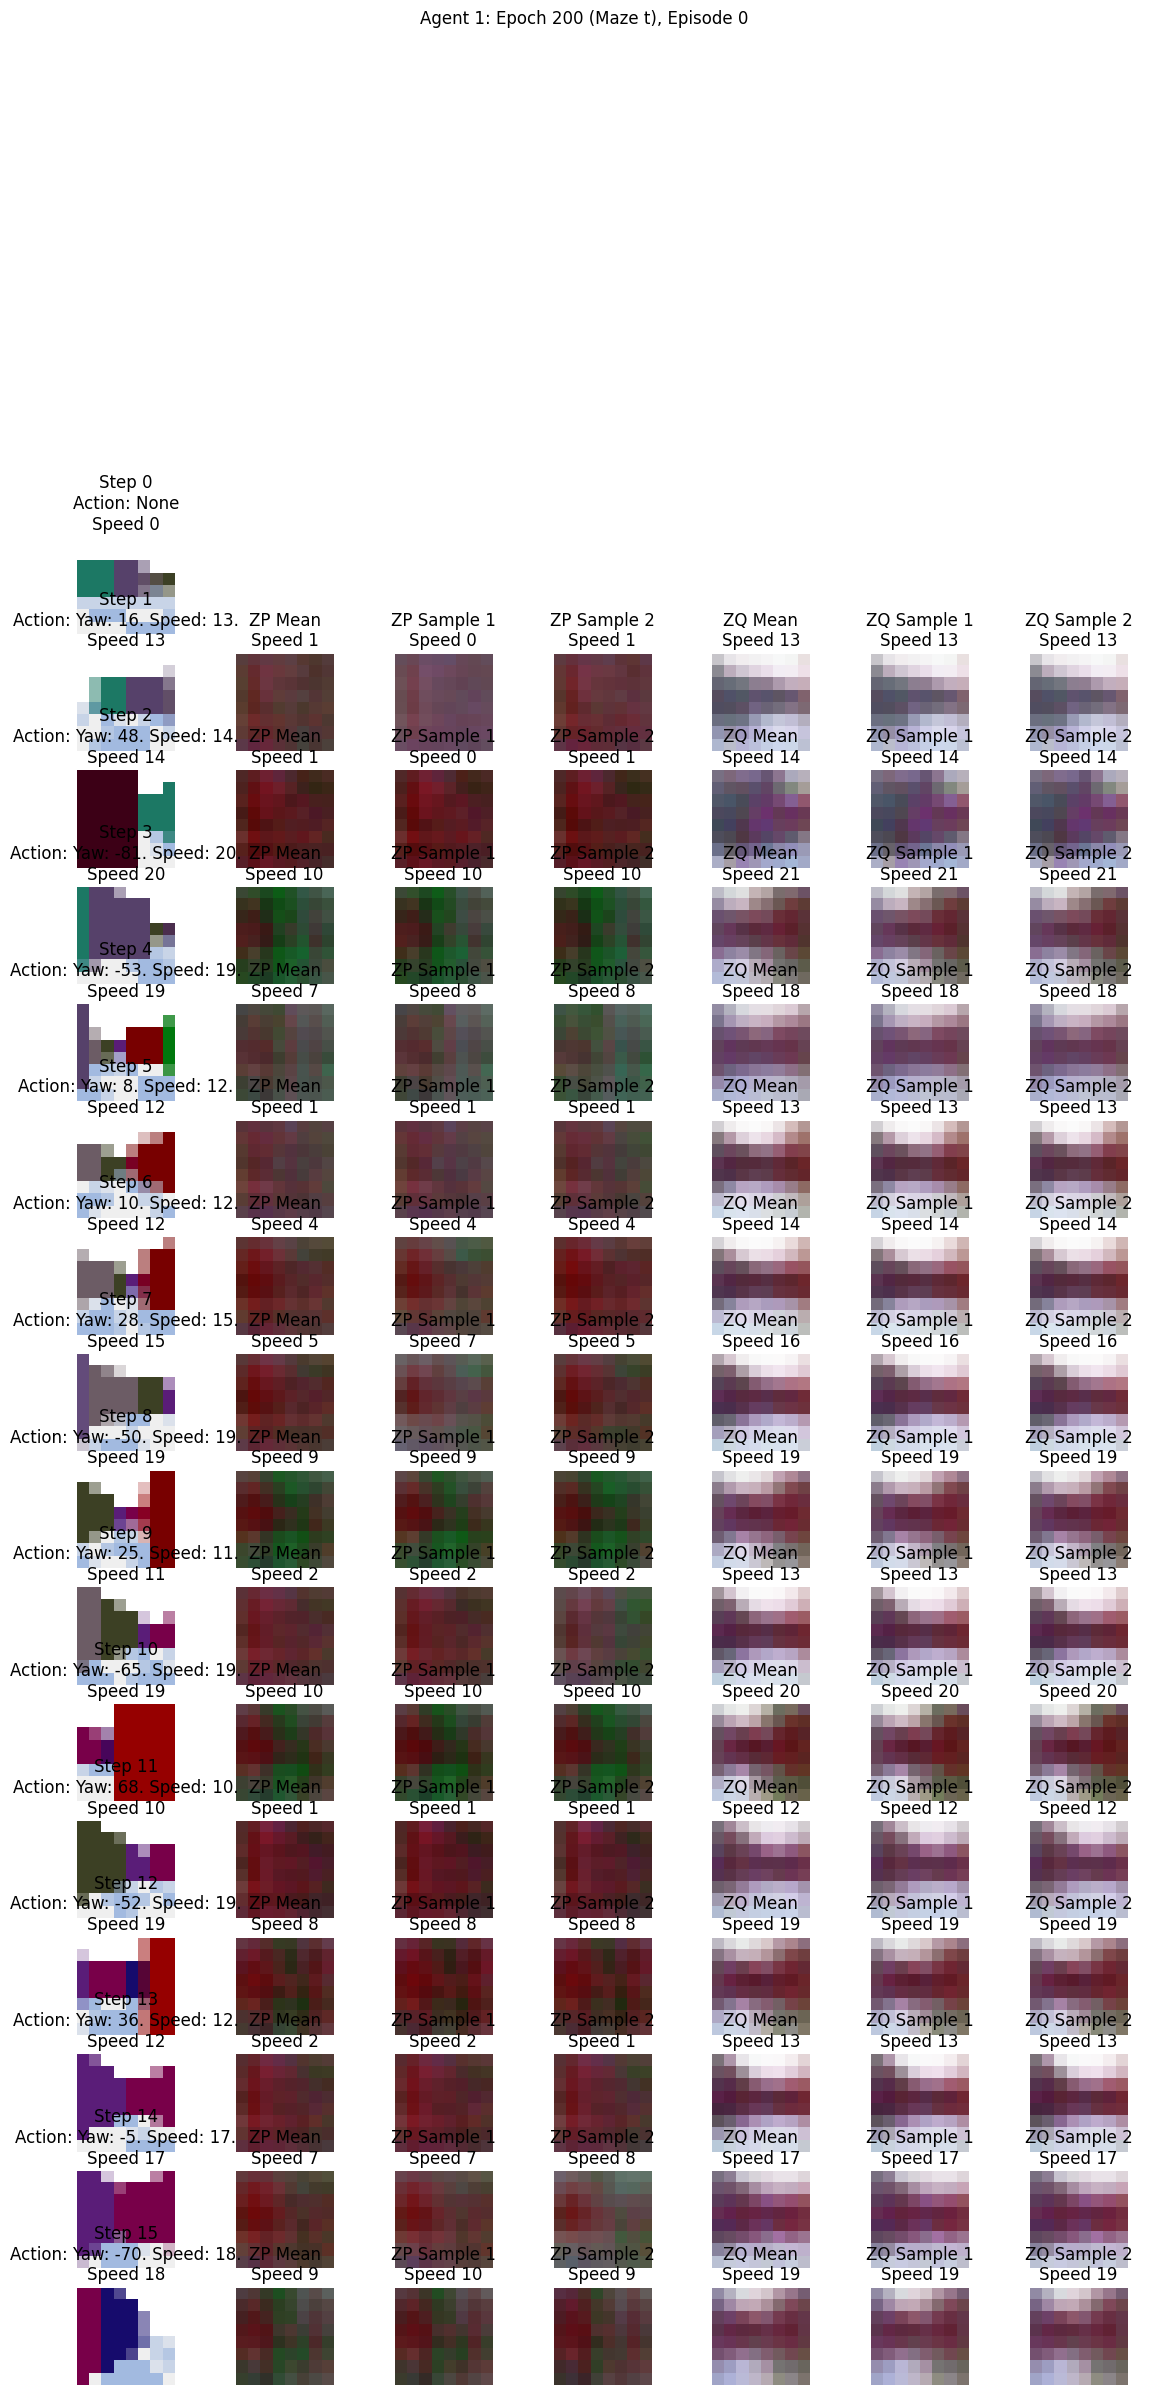 Agent 1: Epoch 200 (Maze t), Episode 0
Step 0
Action: None
Speed 0
Step 1
Action: Yaw: 16. Speed: 13. ZP Mean ZP Sample 1 ZP Sample 2 ZQ Mean ZQ Sample 1 ZQ Sample 2
Speed 13 Speed 1 Speed 0 Speed 1 Speed 13 Speed 13 Speed 13
Step 2
Action: Yaw: 48. Speed: 14. ZP Mean ZP Sample 1 ZP Sample 2 ZQ Mean ZQ Sample 1 ZQ Sample 2
Speed 14 Speed 1 Speed 0 Speed 1 Speed 14 Speed 14 Speed 14
Step 3
Action: Yaw: -81. Speed: 20. ZP Mean ZP Sample 1 ZP Sample 2 ZQ Mean ZQ Sample 1 ZQ Sample 2
Speed 20 Speed 10 Speed 10 Speed 10 Speed 21 Speed 21 Speed 21
Step 4
Action: Yaw: -53. Speed: 19. ZP Mean ZP Sample 1 ZP Sample 2 ZQ Mean ZQ Sample 1 ZQ Sample 2
Speed 19 Speed 7 Speed 8 Speed 8 Speed 18 Speed 18 Speed 18
Step 5
Action: Yaw: 8. Speed: 12. ZP Mean ZP Sample 1 ZP Sample 2 ZQ Mean ZQ Sample 1 ZQ Sample 2
Speed 12 Speed 1 Speed 1 Speed 1 Speed 13 Speed 13 Speed 13
Step 6
Action: Yaw: 10. Speed: 12. ZP Mean ZP Sample 1 ZP Sample 2 ZQ Mean ZQ Sample 1 ZQ Sample 2
Speed 12 Speed 4 Speed 4 Speed 4 Speed 14 Speed 14 Speed 14
Step 7
Action: Yaw: 28. Speed: 15. ZP Mean ZP Sample 1 ZP Sample 2 ZQ Mean ZQ Sample 1 ZQ Sample 2
Speed 15 Speed 5 Speed 7 Speed 5 Speed 16 Speed 16 Speed 16
Step 8
Action: Yaw: -50. Speed: 19. ZP Mean ZP Sample 1 ZP Sample 2 ZQ Mean ZQ Sample 1 ZQ Sample 2
Speed 19 Speed 9 Speed 9 Speed 9 Speed 19 Speed 19 Speed 19
Step 9
Action: Yaw: 25. Speed: 11. ZP Mean ZP Sample 1 ZP Sample 2 ZQ Mean ZQ Sample 1 ZQ Sample 2
Speed 11 Speed 2 Speed 2 Speed 2 Speed 13 Speed 13 Speed 13
Step 10
Action: Yaw: -65. Speed: 19. ZP Mean ZP Sample 1 ZP Sample 2 ZQ Mean ZQ Sample 1 ZQ Sample 2
Speed 19 Speed 10 Speed 10 Speed 10 Speed 20 Speed 20 Speed 20
Step 11
Action: Yaw: 68. Speed: 10. ZP Mean ZP Sample 1 ZP Sample 2 ZQ Mean ZQ Sample 1 ZQ Sample 2
Speed 10 Speed 1 Speed 1 Speed 1 Speed 12 Speed 12 Speed 12
Step 12
Action: Yaw: -52. Speed: 19. ZP Mean ZP Sample 1 ZP Sample 2 ZQ Mean ZQ Sample 1 ZQ Sample 2
Speed 19 Speed 8 Speed 8 Speed 8 Speed 19 Speed 19 Speed 19
Step 13
Action: Yaw: 36. Speed: 12. ZP Mean ZP Sample 1 ZP Sample 2 ZQ Mean ZQ Sample 1 ZQ Sample 2
Speed 12 Speed 2 Speed 2 Speed 1 Speed 13 Speed 13 Speed 13
Step 14
Action: Yaw: -5. Speed: 17. ZP Mean ZP Sample 1 ZP Sample 2 ZQ Mean ZQ Sample 1 ZQ Sample 2
Speed 17 Speed 7 Speed 7 Speed 8 Speed 17 Speed 17 Speed 17
Step 15
Action: Yaw: -70. Speed: 18. ZP Mean ZP Sample 1 ZP Sample 2 ZQ Mean ZQ Sample 1 ZQ Sample 2
Speed 18 Speed 9 Speed 10 Speed 9 Speed 19 Speed 19 Speed 19